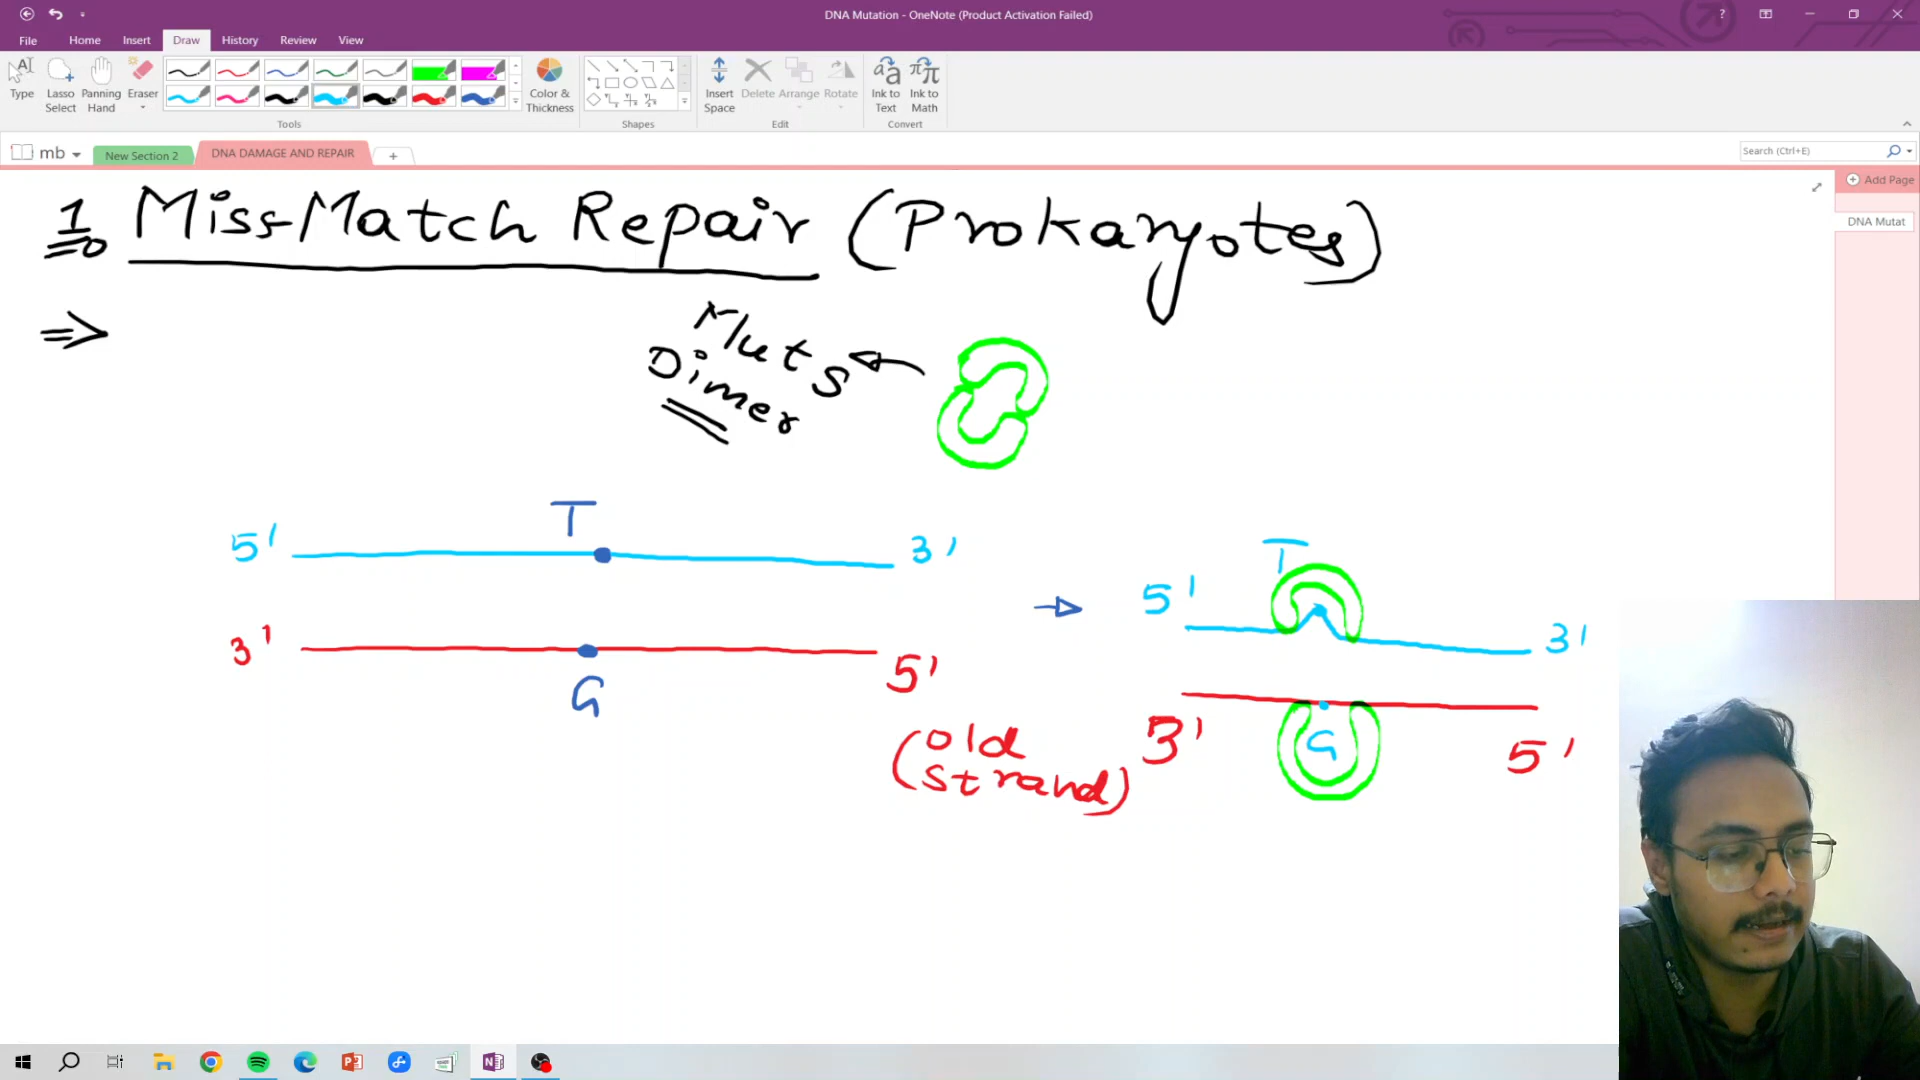 DNA Mutation - OneNote (Product Activation Failed)
File Home Insert Draw History Review View
Type
Lasso Select
Panning Hand
Eraser
Color & Thickness
Insert Space
Delete
Arrange
Rotate
Ink to Text
Ink to Math
Tools
Shapes
Edit
Convert
mb
New Section 2
DNA DAMAGE AND REPAIR
Search (Ctrl+E)
Add Page
DNA Mutat
1. Miss-Match Repair (Prokaryotes)
⇒
Mut S
Dimer
T
5' 3'
3' 5'
G
(old
strand)
T
5' 3'
3' 5'
G